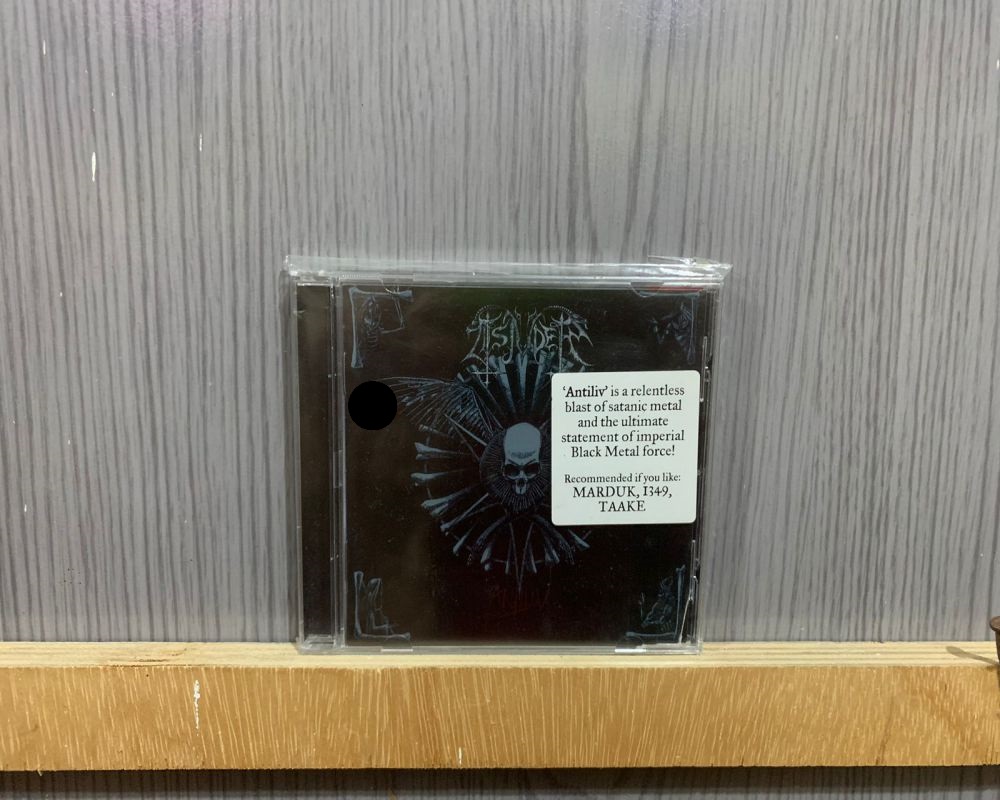 TSJUDER
'Antiliv' is a relentless
blast of satanic metal
and the ultimate
statement of imperial
Black Metal force!
Recommended if you like:
MARDUK, 1349,
TAAKE